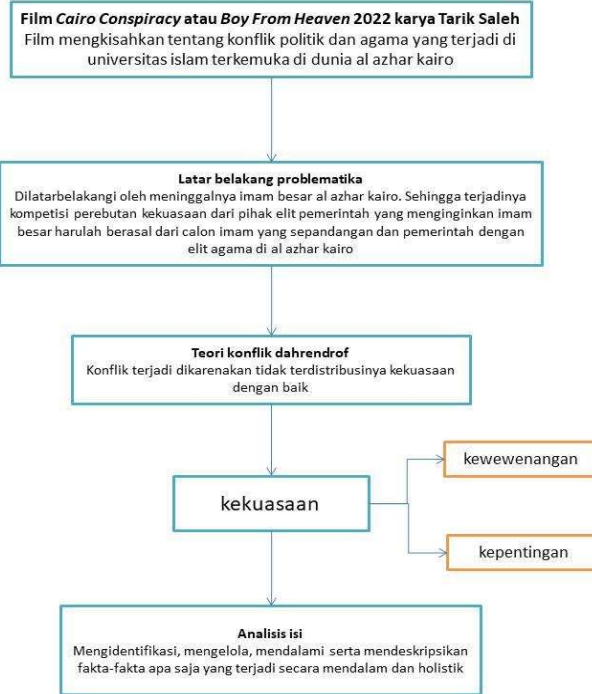 Film Cairo Conspiracy atau Boy From Heaven 2022 karya Tarik Saleh
Film mengkisahkan tentang konflik politik dan agama yang terjadi di
universitas islam terkemuka di dunia al azhar kairo
Latar belakang problematika
Dilatarbelakangi oleh meninggalnya imam besar al azhar kairo. Sehingga terjadinya
kompetisi perebutan kekuasaan dari pihak elit pemerintah yang menginginkan imam
besar harulah berasal dari calon imam yang sepandangan dan pemerintah dengan
elit agama di al azhar kairo
Teori konflik dahrendrof
Konflik terjadi dikarenakan tidak terdistribusinya kekuasaan
dengan baik
kekuasaan
kewewenangan
kepentingan
Analisis isi
Mengidentifikasi, mengelola, mendalami serta mendeskripsikan
fakta-fakta apa saja yang terjadi secara mendalam dan holistik